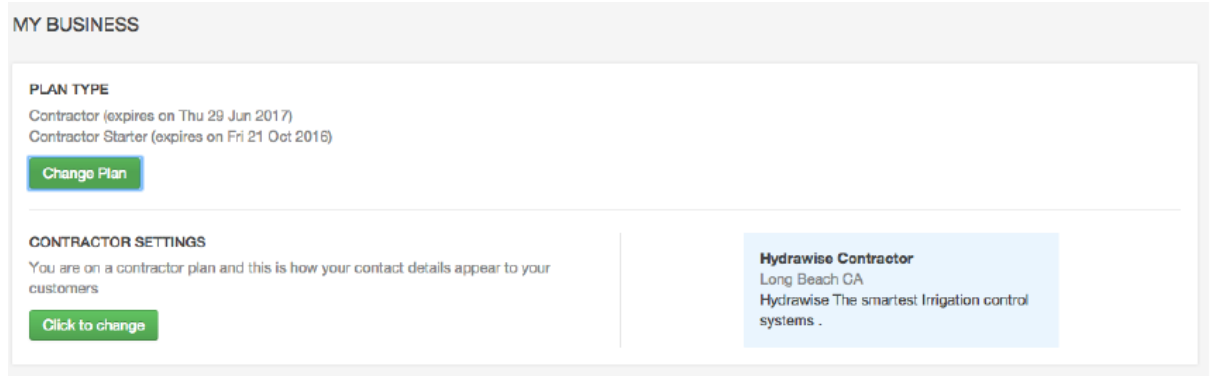 MY BUSINESS
PLAN TYPE
Contractor (expires on Thu 29 Jun 2017)
Contractor Starter (expires on Fri 21 Oct 2016)
Change Plan
CONTRACTOR SETTINGS
You are on a contractor plan and this is how your contact details appear to your
customers
Click to change
Hydrawise Contractor
Long Beach CA
Hydrawise The smartest Irrigation control
systems .